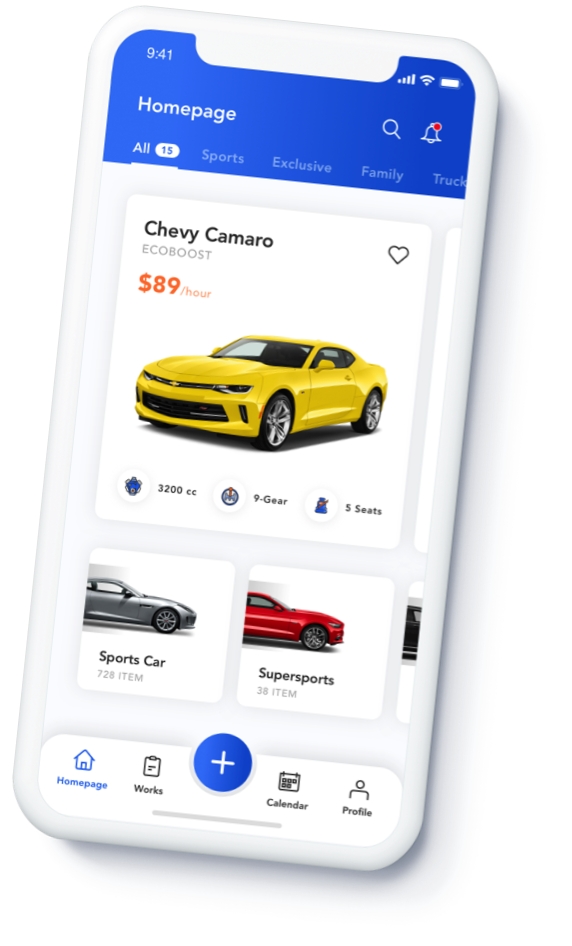 9:41
Homepage
All 15 Sports Exclusive Family Truck
Chevy Camaro
ECOBOOST
$89/hour
3200 cc 9-Gear 5 Seats
Sports Car
728 ITEM
Supersports
38 ITEM
Homepage Works Calendar Profile